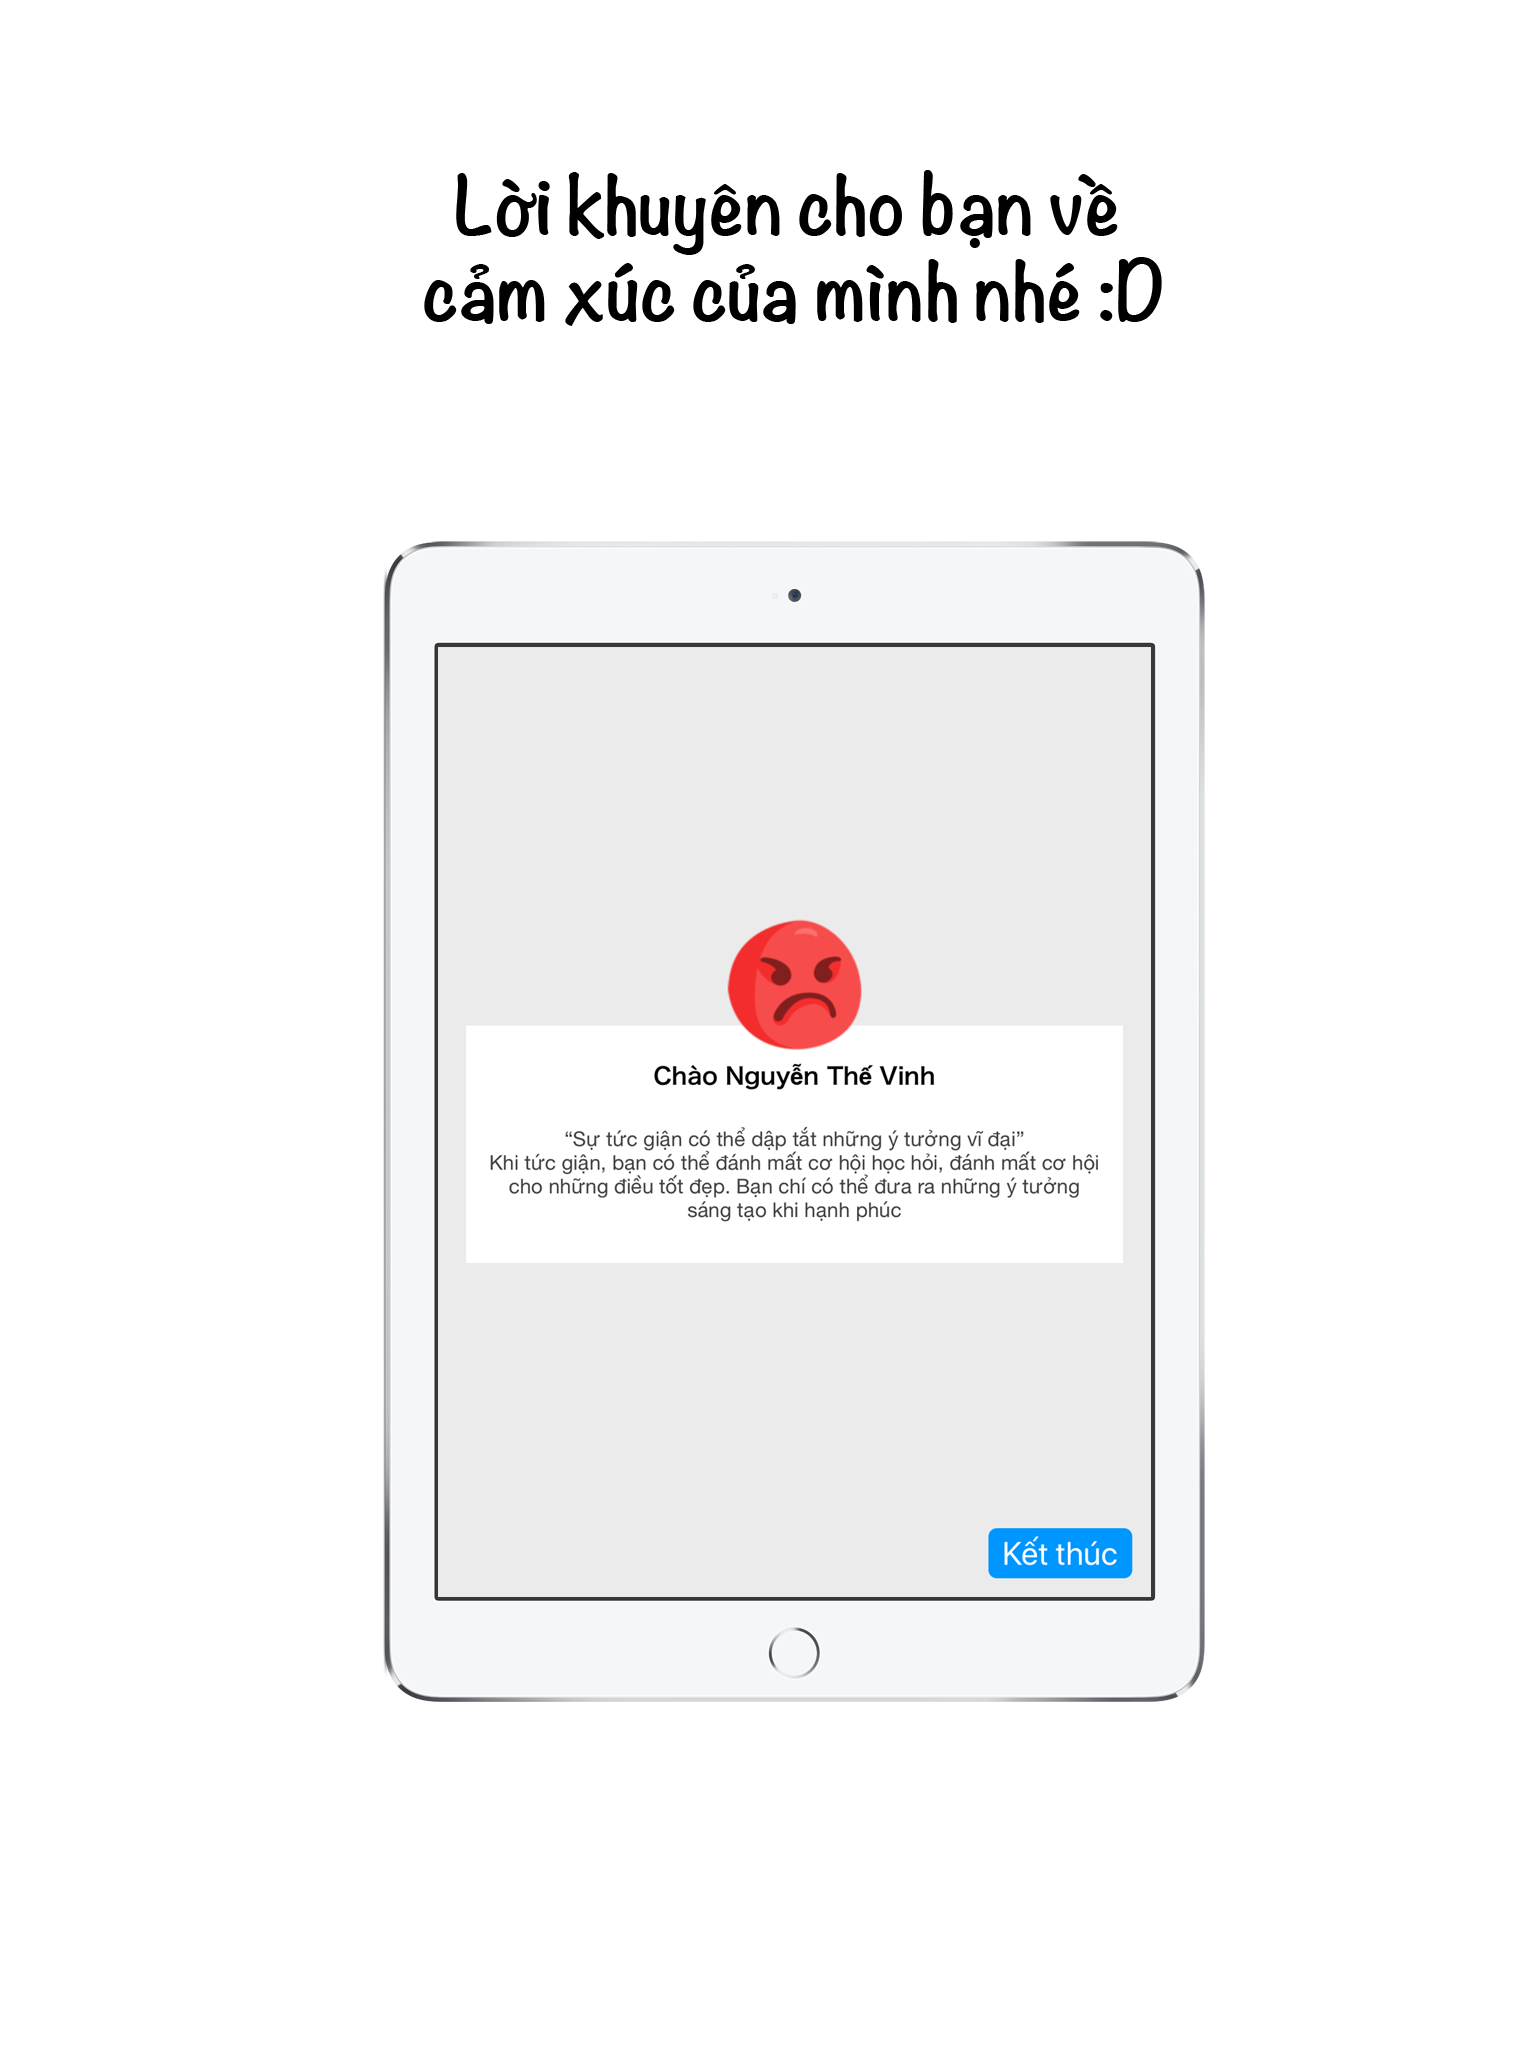 Lời khuyên cho bạn về
cảm xúc của mình nhé :D
Chào Nguyễn Thế Vinh
“Sự tức giận có thể dập tắt những ý tưởng vĩ đại”
Khi tức giận, bạn có thể đánh mất cơ hội học hỏi, đánh mất cơ hội
cho những điều tốt đẹp. Bạn chí có thể đưa ra những ý tưởng
sáng tạo khi hạnh phúc
Kết thúc